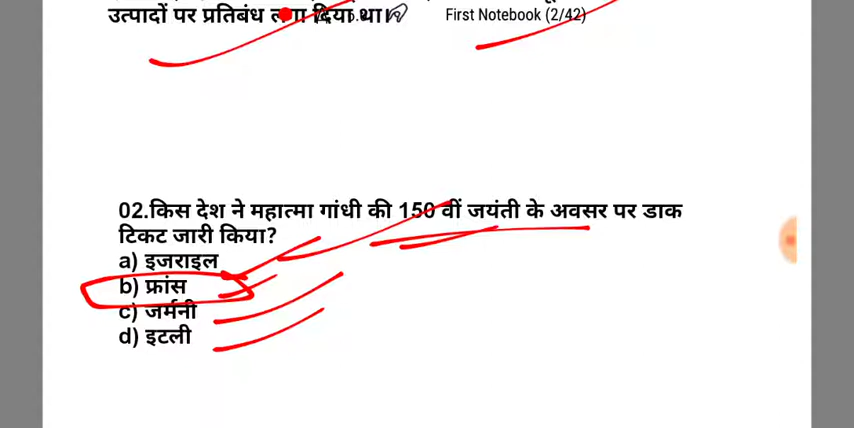 उत्पादों पर प्रतिबंध लगा दिया था। First Notebook (2/42)
02.किस देश ने महात्मा गांधी की 150 वीं जयंती के अवसर पर डाक
टिकट जारी किया?
a) इजराइल
b) फ्रांस
c) जर्मनी
d) इटली